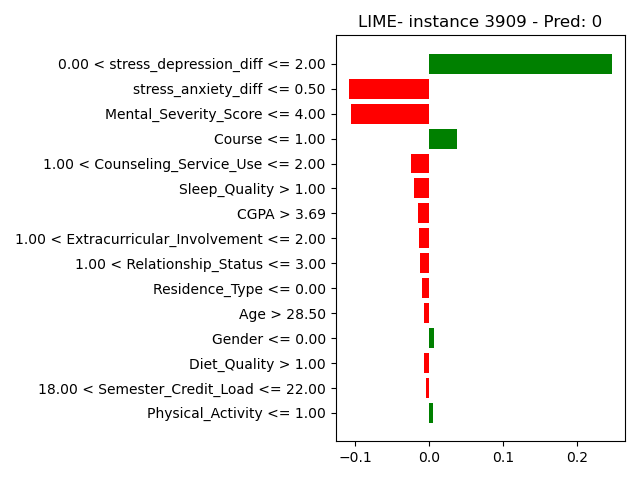 LIME- instance 3909 - Pred: 0
0.00 < stress_depression_diff <= 2.00
stress_anxiety_diff <= 0.50
Mental_Severity_Score <= 4.00
Course <= 1.00
1.00 < Counseling_Service_Use <= 2.00
Sleep_Quality > 1.00
CGPA > 3.69
1.00 < Extracurricular_Involvement <= 2.00
1.00 < Relationship_Status <= 3.00
Residence_Type <= 0.00
Age > 28.50
Gender <= 0.00
Diet_Quality > 1.00
18.00 < Semester_Credit_Load <= 22.00
Physical_Activity <= 1.00
−0.1 0.0 0.1 0.2